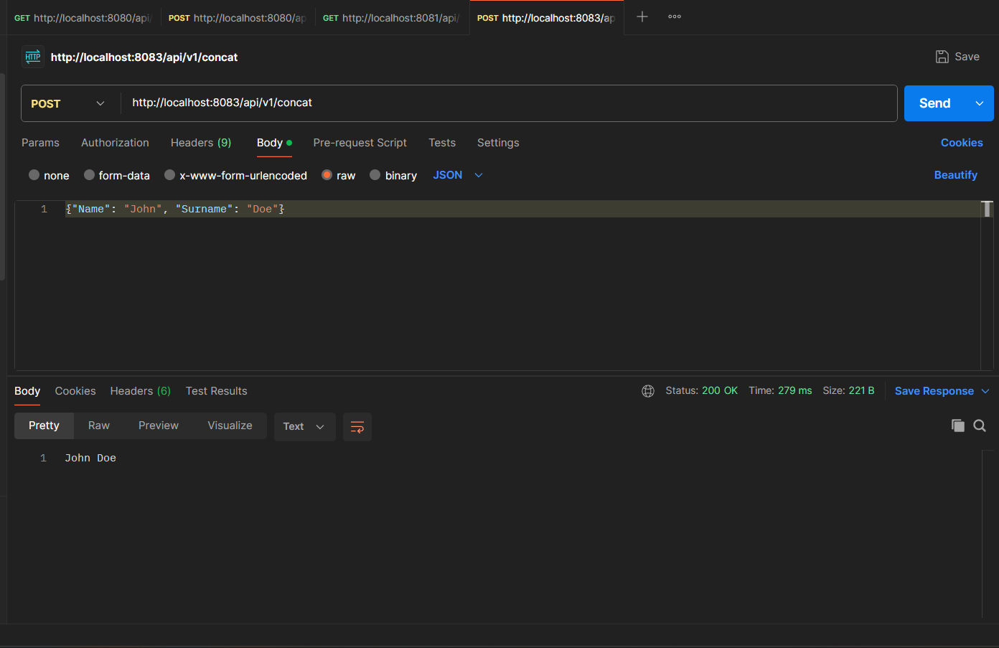 GET http://localhost:8080/api/ POST http://localhost:8080/ap GET http://localhost:8081/api/ POST http://localhost:8083/ap
HTTP http://localhost:8083/api/v1/concat Save
POST http://localhost:8083/api/v1/concat Send
Params Authorization Headers (9) Body Pre-request Script Tests Settings Cookies
none form-data x-www-form-urlencoded raw binary JSON Beautify
1 {"Name": "John", "Surname": "Doe"}
Body Cookies Headers (6) Test Results Status: 200 OK Time: 279 ms Size: 221 B Save Response
Pretty Raw Preview Visualize Text
1 John Doe